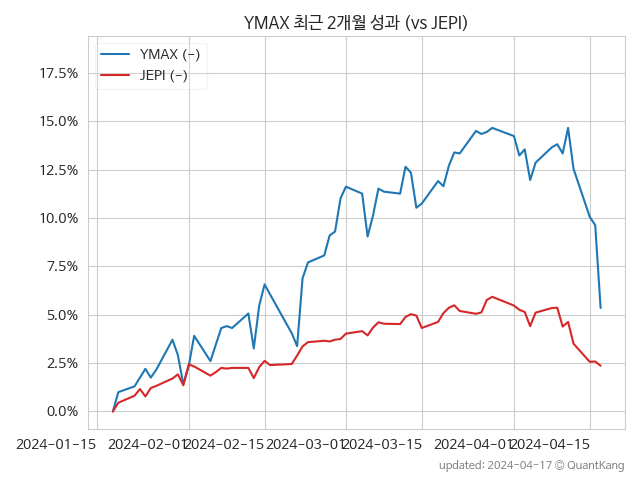 YMAX 최근 2개월 성과 (vs JEPI)
YMAX (-)
JEPI (-)
17.5%
15.0%
12.5%
10.0%
7.5%
5.0%
2.5%
0.0%
2024-01-15 2024-02-01 2024-02-15 2024-03-01 2024-03-15 2024-04-01 2024-04-15
updated: 2024-04-17 © QuantKang